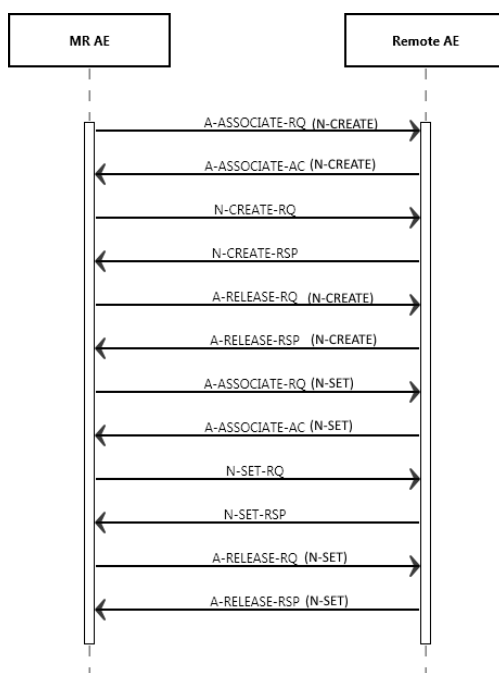 MR AE
Remote AE
A-ASSOCIATE-RQ (N-CREATE)
A-ASSOCIATE-AC (N-CREATE)
N-CREATE-RQ
N-CREATE-RSP
A-RELEASE-RQ (N-CREATE)
A-RELEASE-RSP (N-CREATE)
A-ASSOCIATE-RQ (N-SET)
A-ASSOCIATE-AC (N-SET)
N-SET-RQ
N-SET-RSP
A-RELEASE-RQ (N-SET)
A-RELEASE-RSP (N-SET)